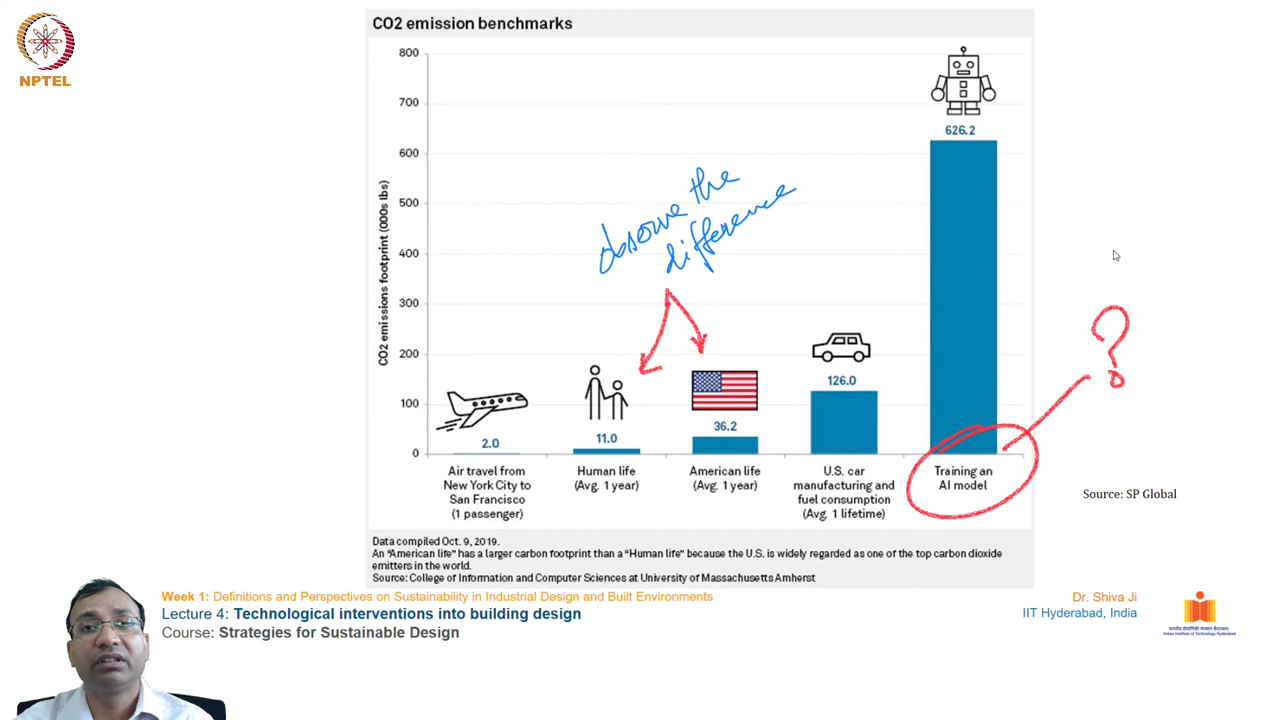 NPTEL
CO2 emission benchmarks
CO2 emissions footprint (000s lbs)
800
700
600
500
400
300
200
100
0
626.2
observe the
difference
126.0
36.2
11.0
2.0
Air travel from
New York City to
San Francisco
(1 passenger)
Human life
(Avg. 1 year)
American life
(Avg. 1 year)
U.S. car
manufacturing and
fuel consumption
(Avg. 1 lifetime)
Training an
AI model
?
Source: SP Global
Data compiled Oct. 9, 2019.
An "American life" has a larger carbon footprint than a "Human life" because the U.S. is widely regarded as one of the top carbon dioxide
emitters in the world.
Source: College of Information and Computer Sciences at University of Massachusetts Amherst
Week 1: Definitions and Perspectives on Sustainability in Industrial Design and Built Environments
Lecture 4: Technological interventions into building design
Course: Strategies for Sustainable Design
Dr. Shiva Ji
IIT Hyderabad, India
Indian Institute of Technology Hyderabad